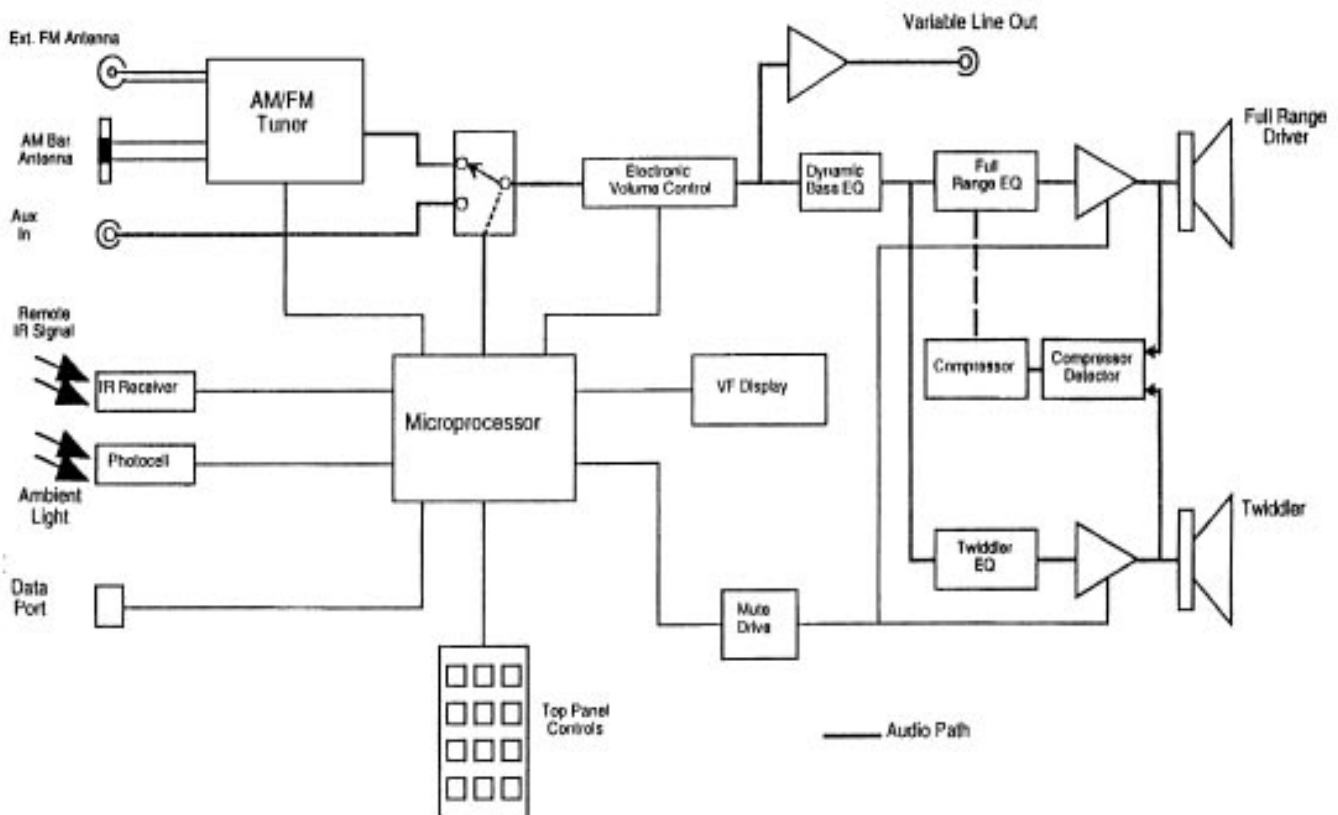 Ext. FM Antenna
AM/FM
Tuner
AM Bar
Antenna
Aux
In
Variable Line Out
Electronic
Volume Control
Dynamic
Bass EQ
Full
Range EQ
Full Range
Driver
Remote
IR Signal
IR Receiver
Photocell
Ambient
Light
Data
Port
Microprocessor
VF Display
Compressor
Compressor
Detector
Twiddler
EQ
Twiddler
Mute
Drive
Top Panel
Controls
Audio Path